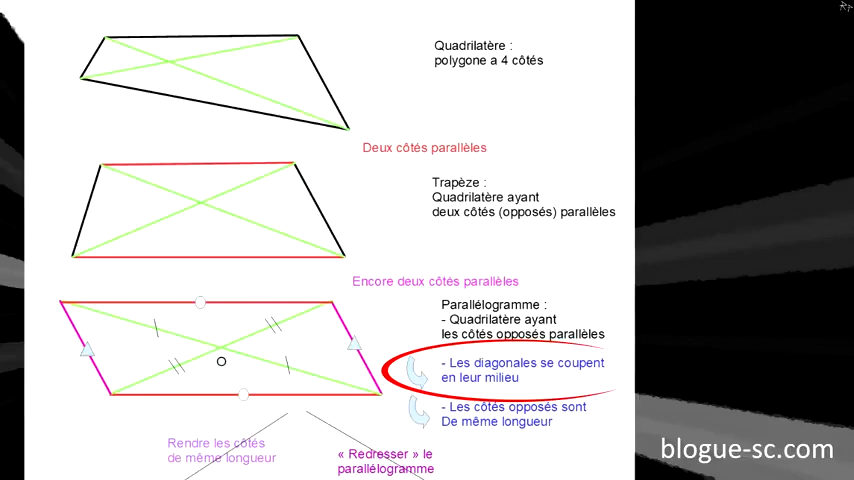 Quadrilatère :
polygone a 4 côtés
Deux côtés parallèles
Trapèze :
Quadrilatère ayant
deux côtés (opposés) parallèles
Encore deux côtés parallèles
Parallélogramme :
- Quadrilatère ayant
les côtés opposés parallèles
- Les diagonales se coupent
en leur milieu
- Les côtés opposés sont
De même longueur
O
Rendre les côtés
de même longueur
« Redresser » le
parallélogramme
blogue-sc.com